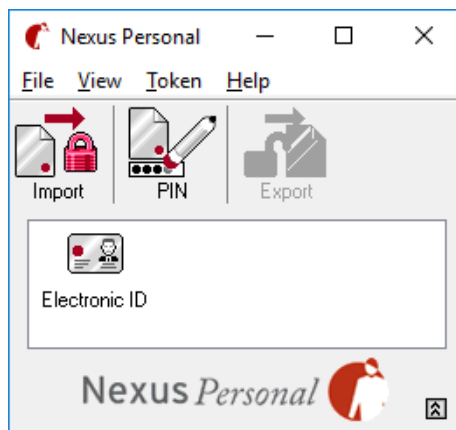 Nexus Personal
File View Token Help
Import PIN Export
Electronic ID
Nexus Personal